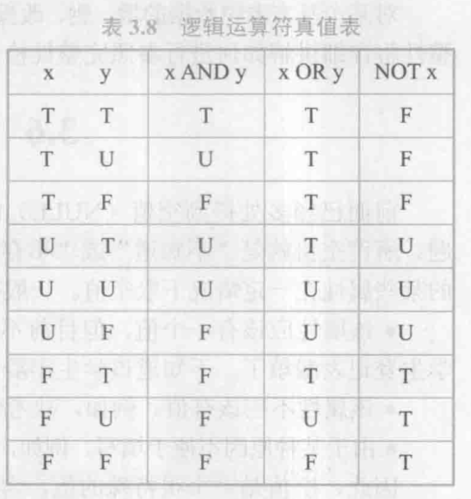 表 3.8 逻辑运算符真值表
x y x AND y x OR y NOT x
T T T T F
T U U T F
T F F T F
U T U T U
U U U U U
U F F U U
F T F T T
F U F U T
F F F F T